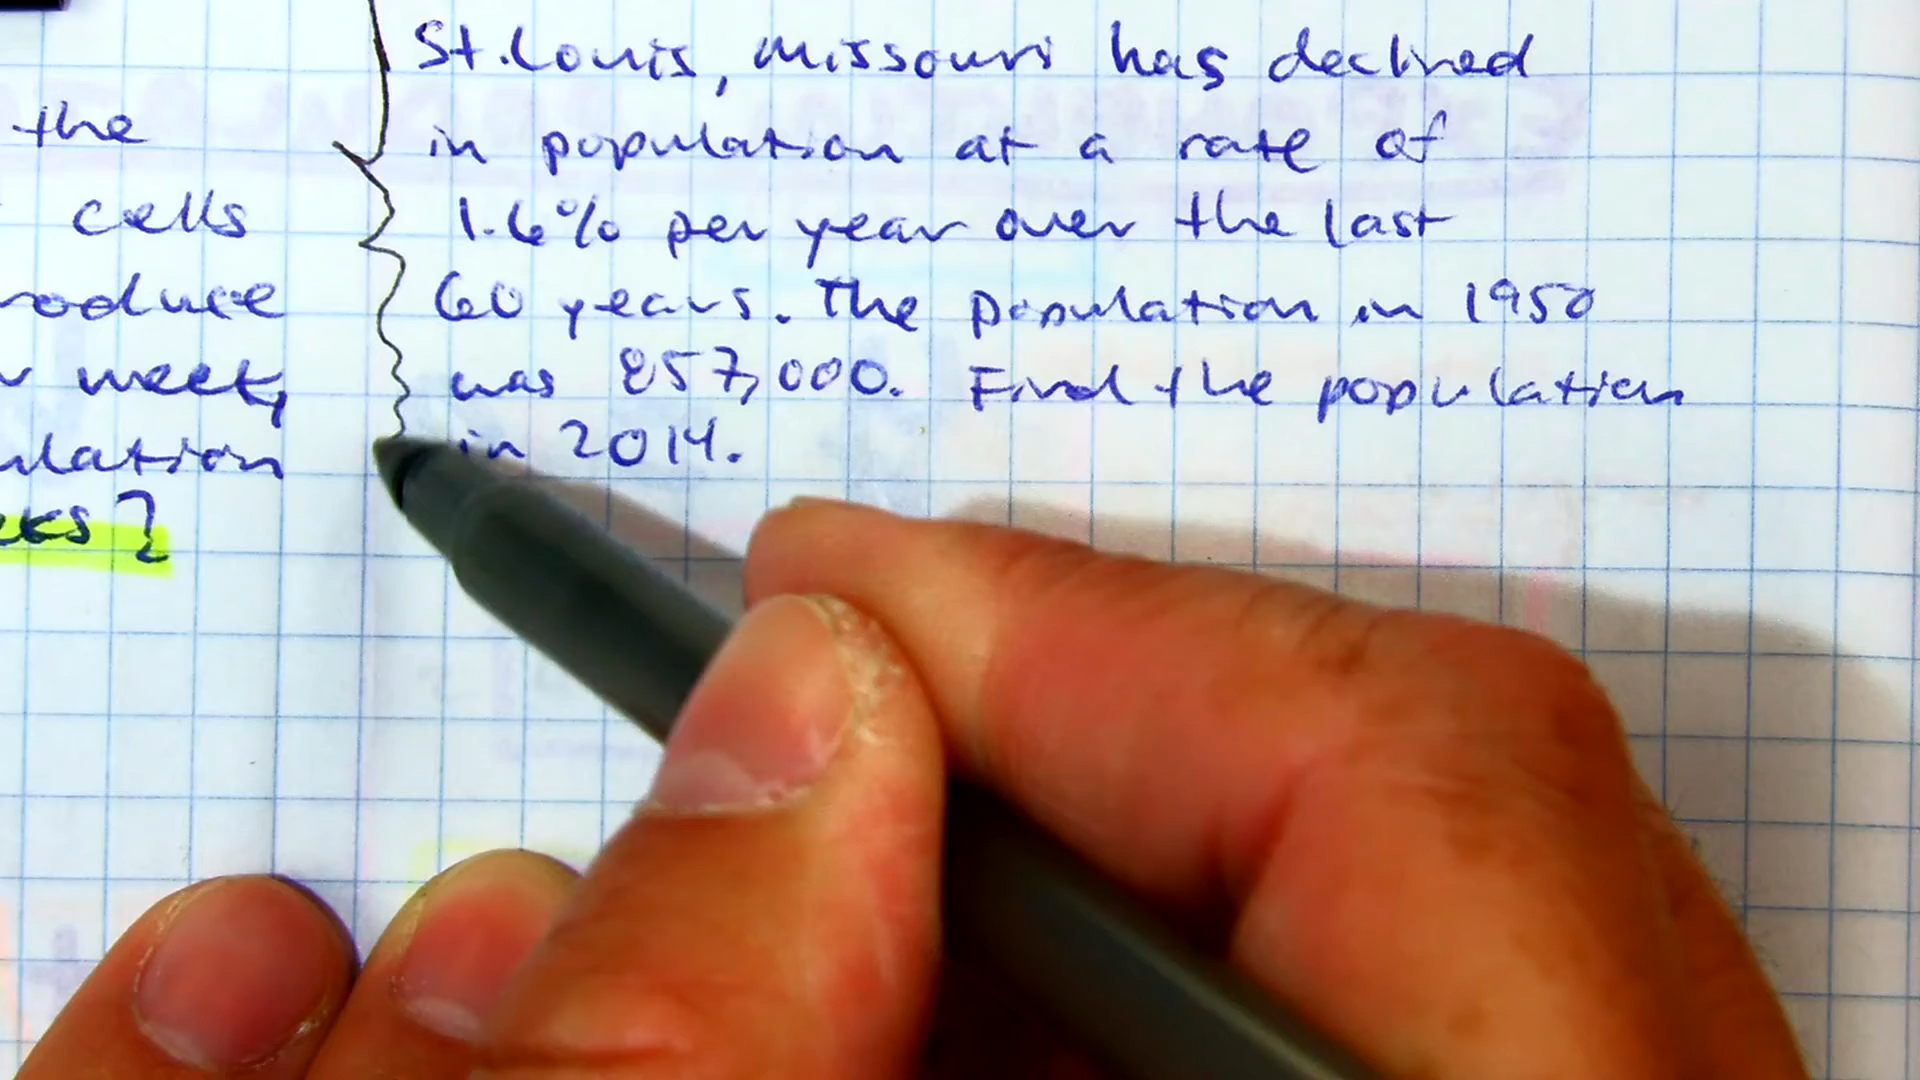 the
cells
roduce
meet,
ulation
eks?
St. Louis, Missouri has declined
in population at a rate of
1.6% per year over the last
60 years. The population in 1950
was 857,000. Find the population
in 2014.